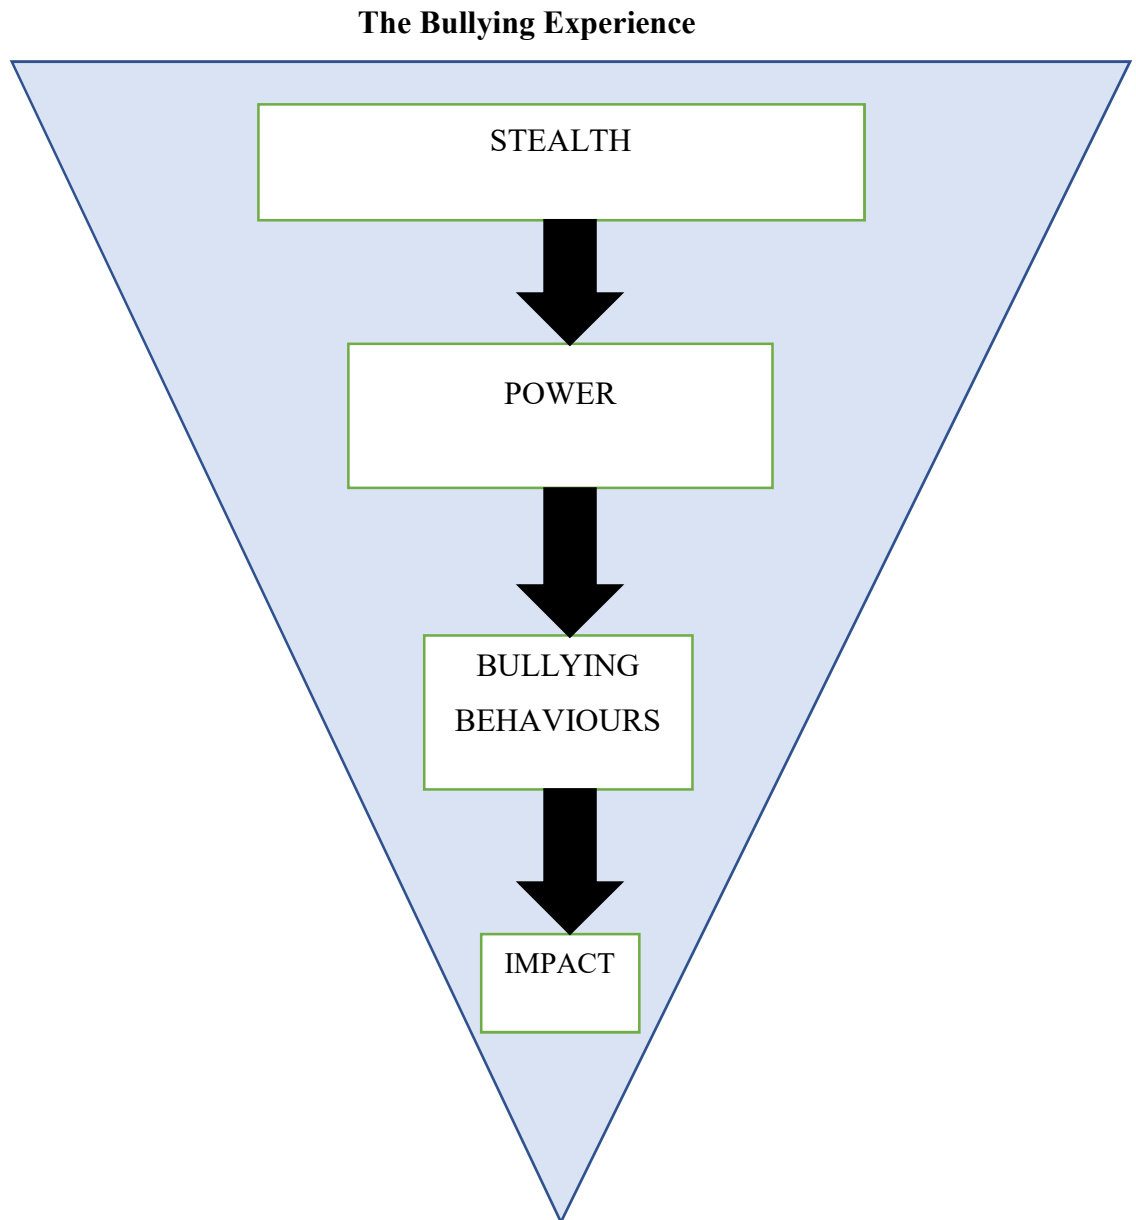 The Bullying Experience
STEALTH
POWER
BULLYING
BEHAVIOURS
IMPACT